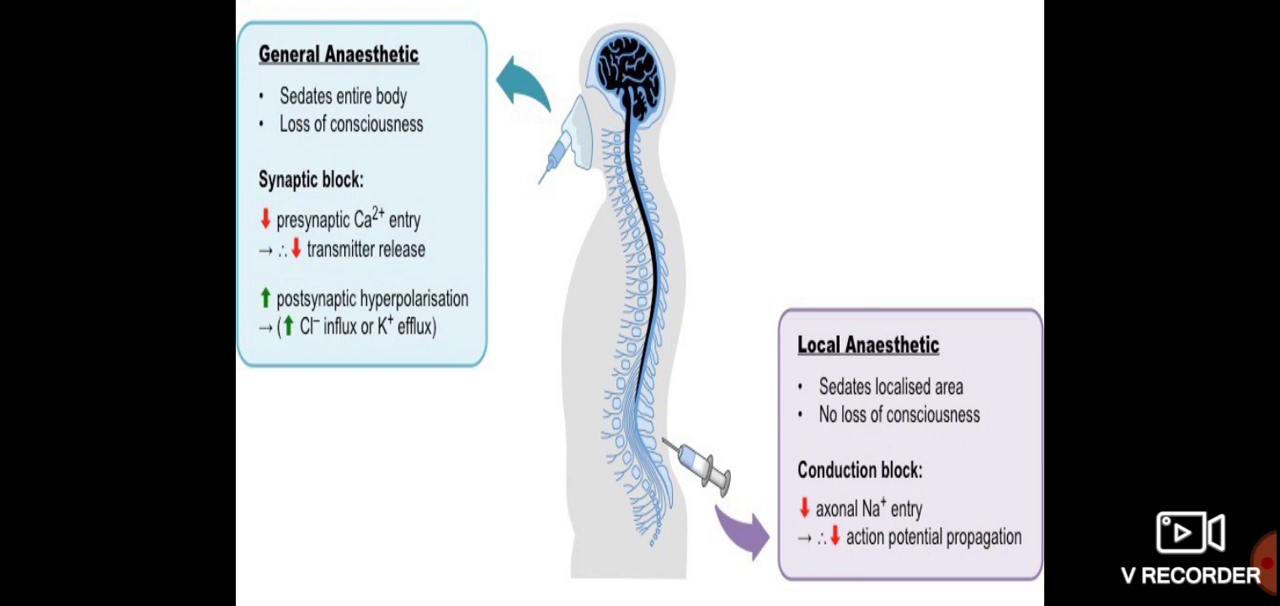 General Anaesthetic
• Sedates entire body
• Loss of consciousness
Synaptic block:
⬇ presynaptic Ca²⁺ entry
→ ∴ ⬇ transmitter release
⬆ postsynaptic hyperpolarisation
→ (⬆ Cl⁻ influx or K⁺ efflux)
Local Anaesthetic
• Sedates localised area
• No loss of consciousness
Conduction block:
⬇ axonal Na⁺ entry
→ ∴ ⬇ action potential propagation
V RECORDER